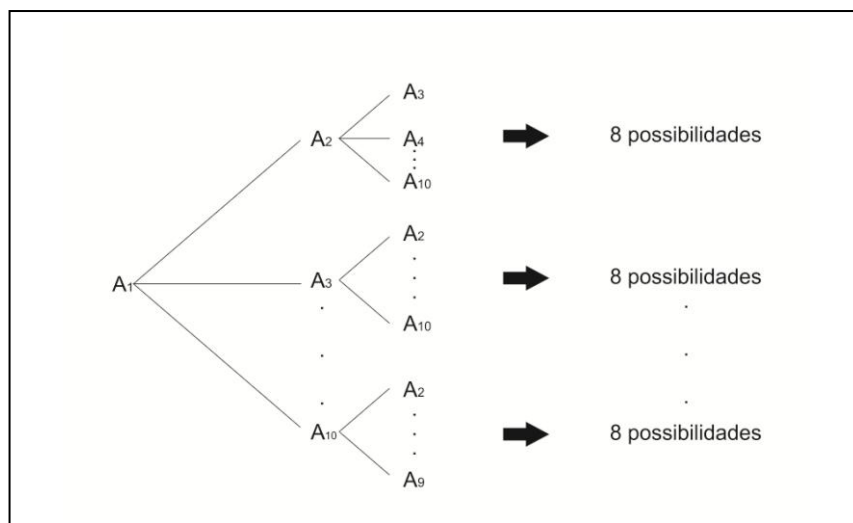 A3
A2 A4 8 possibilidades
A10
A2
A1 A3 8 possibilidades
A10
A2
A10 8 possibilidades
A9